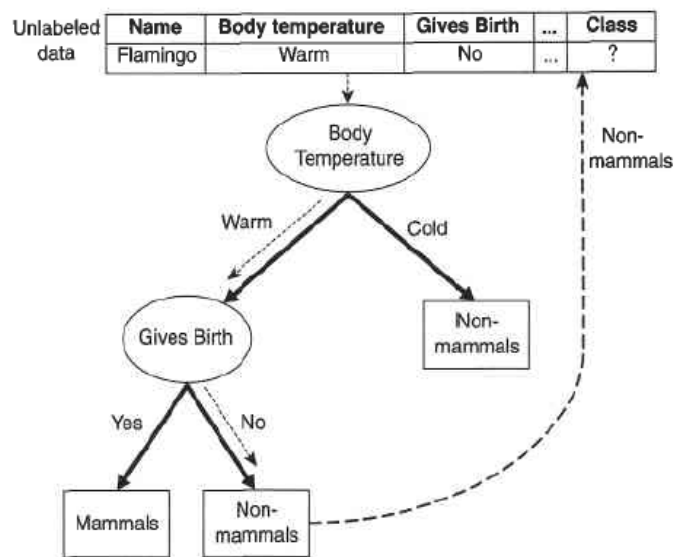 Unlabeled data
Name Body temperature Gives Birth ... Class
Flamingo Warm No ... ?
Body
Temperature
Non-
mammals
Warm
Cold
Gives Birth
Non-
mammals
Yes
No
Mammals
Non-
mammals